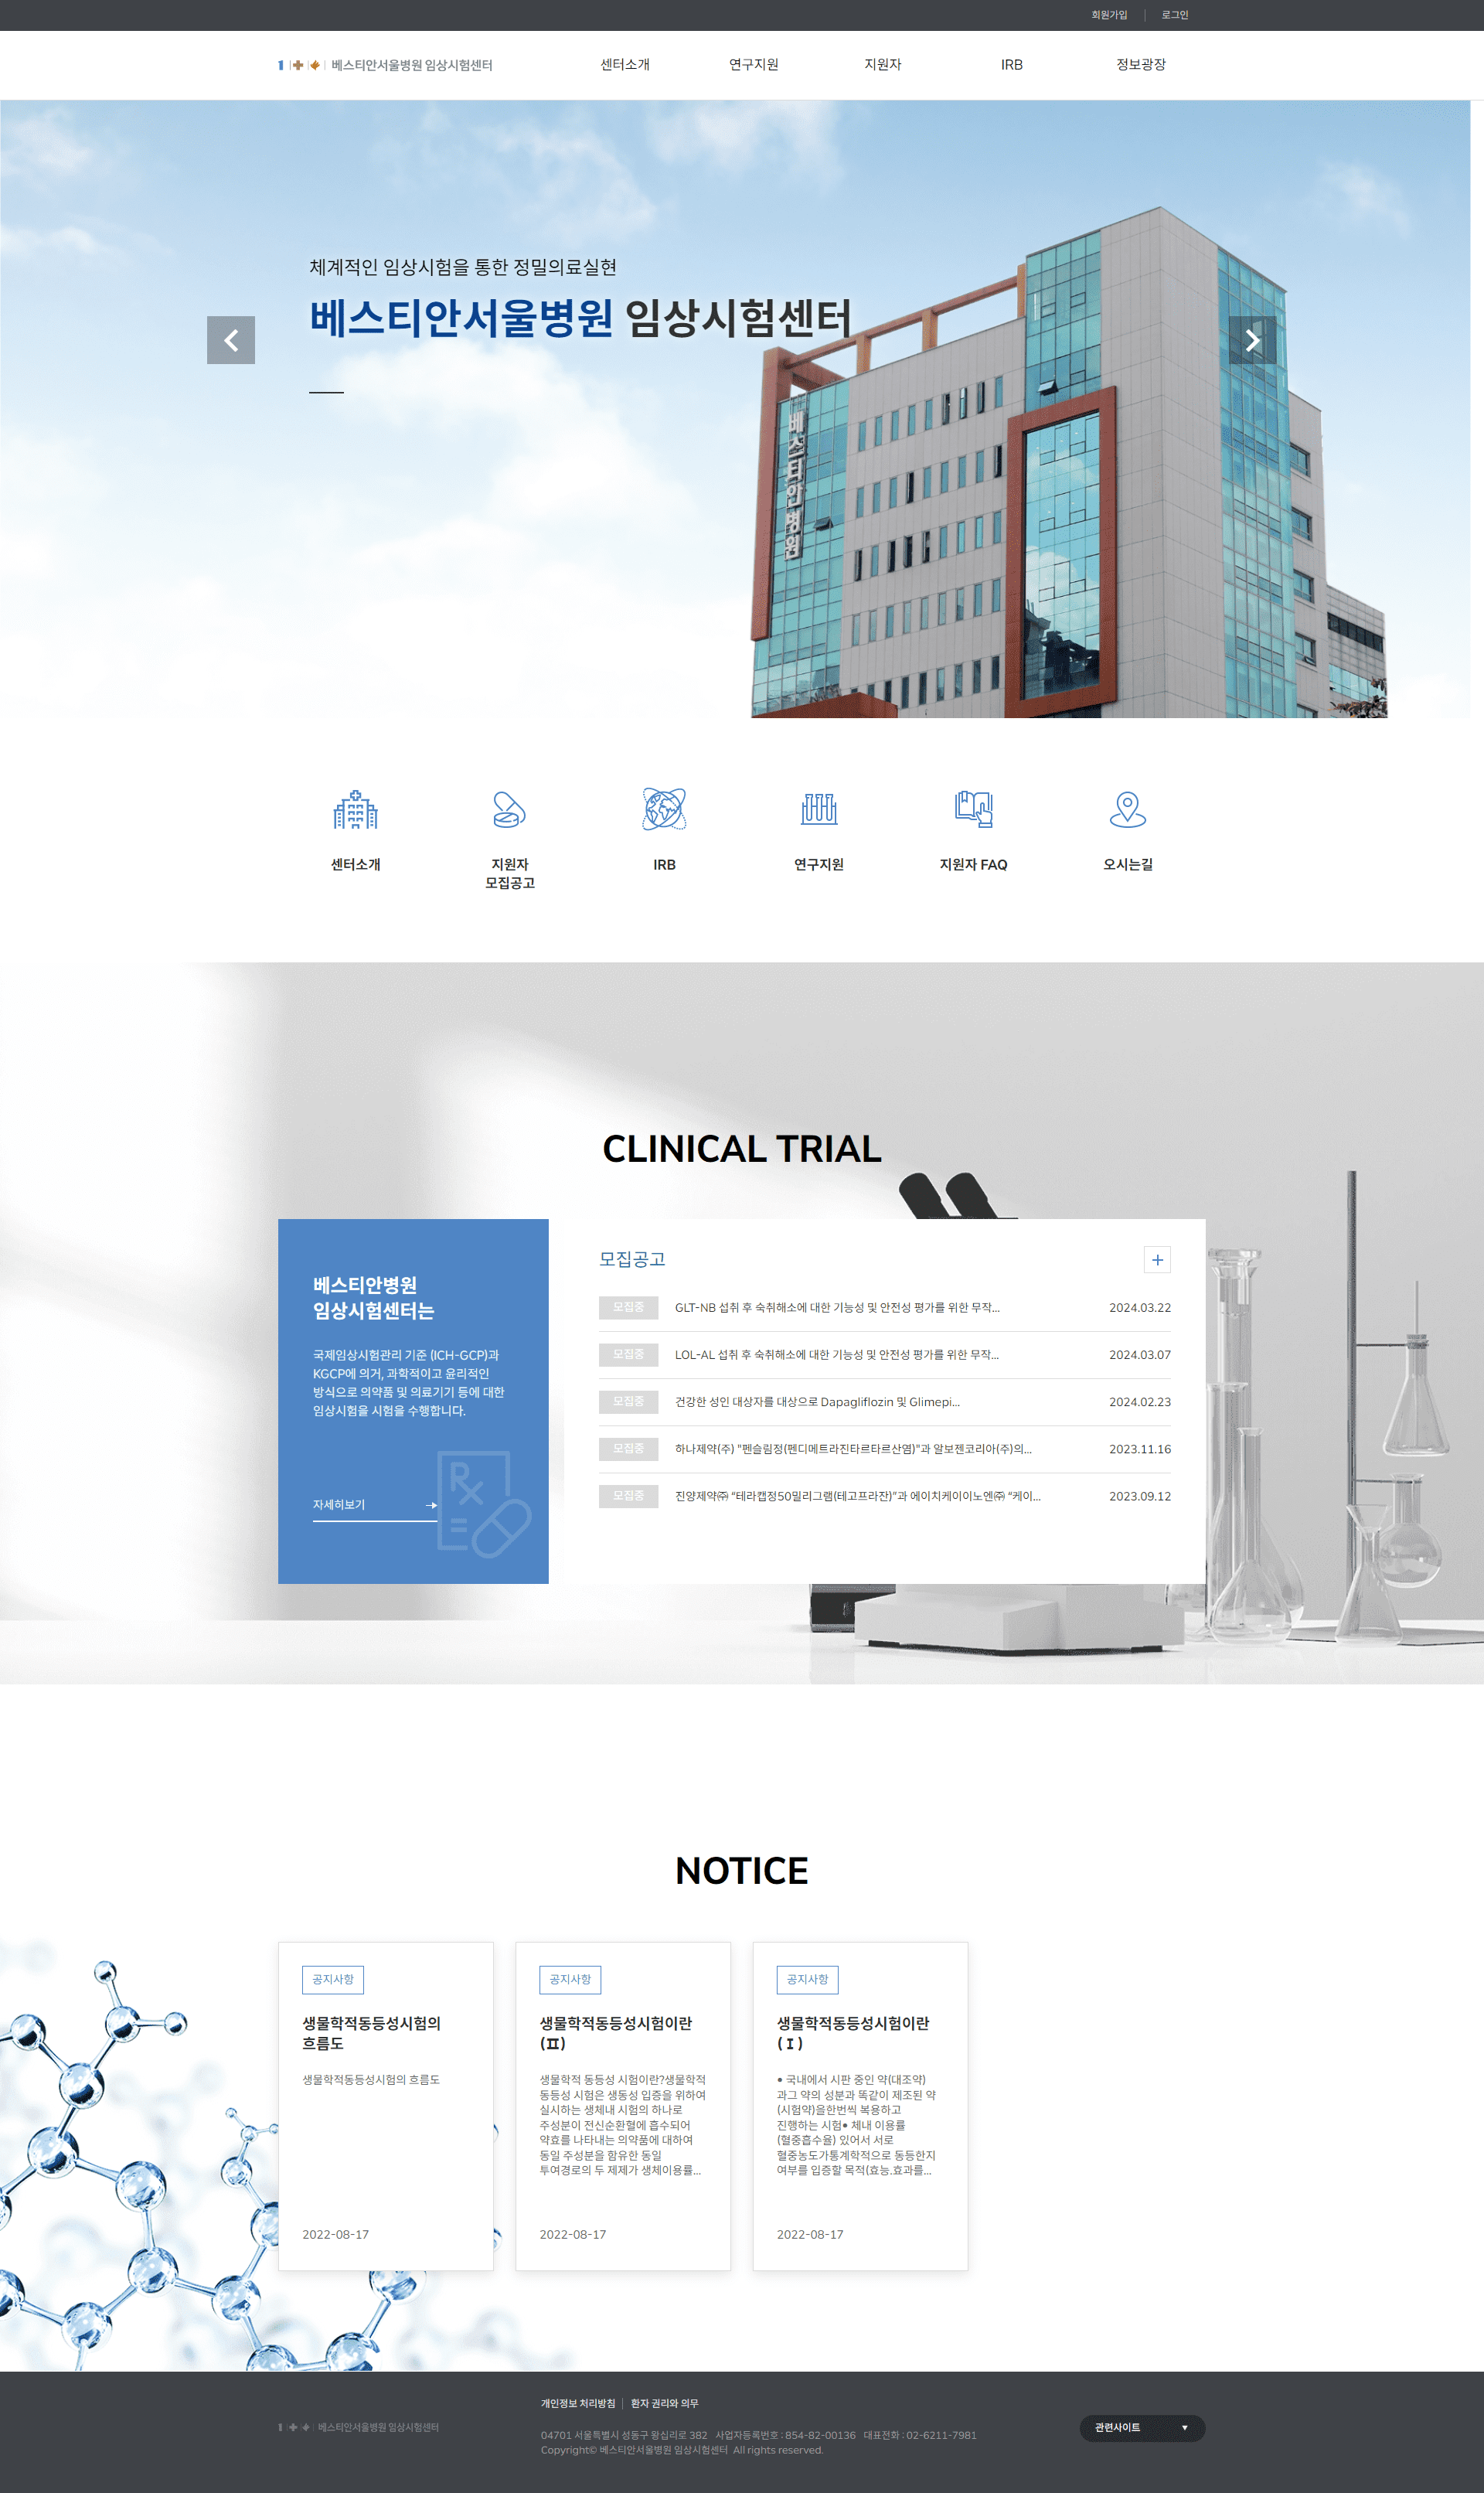 회원가입
로그인
베스티안서울병원 임상시험센터
센터소개
연구지원
지원자
IRB
정보광장
체계적인 임상시험을 통한 정밀의료실현
베스티안서울병원 임상시험센터
베스티안병원
센터소개
지원자
모집공고
IRB
연구지원
지원자 FAQ
오시는길
CLINICAL TRIAL
베스티안병원
임상시험센터는
국제임상시험관리 기준 (ICH-GCP)과
KGCP에 의거, 과학적이고 윤리적인
방식으로 의약품 및 의료기기 등에 대한
임상시험을 시험을 수행합니다.
자세히보기
모집공고
+
모집중 GLT-NB 섭취 후 숙취해소에 대한 기능성 및 안전성 평가를 위한 무작... 2024.03.22
모집중 LOL-AL 섭취 후 숙취해소에 대한 기능성 및 안전성 평가를 위한 무작... 2024.03.07
모집중 건강한 성인 대상자를 대상으로 Dapagliflozin 및 Glimepi... 2024.02.23
모집중 하나제약(주) "펜슬림정(펜디메트라진타르타르산염)"과 알보젠코리아(주)의... 2023.11.16
모집중 진양제약㈜ “테라캡정50밀리그램(테고프라잔)”과 에이치케이이노엔㈜ “케이... 2023.09.12
NOTICE
공지사항
생물학적동등성시험의
흐름도
생물학적동등성시험의 흐름도
2022-08-17
공지사항
생물학적동등성시험이란
(Ⅱ)
생물학적 동등성 시험이란?생물학적
동등성 시험은 생동성 입증을 위하여
실시하는 생체내 시험의 하나로
주성분이 전신순환혈에 흡수되어
약효를 나타내는 의약품에 대하여
동일 주성분을 함유한 동일
투여경로의 두 제제가 생체이용률...
2022-08-17
공지사항
생물학적동등성시험이란
(Ⅰ)
• 국내에서 시판 중인 약(대조약)
과그 약의 성분과 똑같이 제조된 약
(시험약)을한번씩 복용하고
진행하는 시험• 체내 이용률
(혈중흡수율) 있어서 서로
혈중농도가통계학적으로 동등한지
여부를 입증할 목적(효능.효과를...
2022-08-17
베스티안서울병원 임상시험센터
개인정보 처리방침
환자 권리와 의무
04701 서울특별시 성동구 왕십리로 382 사업자등록번호 : 854-82-00136 대표전화 : 02-6211-7981
Copyright© 베스티안서울병원 임상시험센터 All rights reserved.
관련사이트 ▼